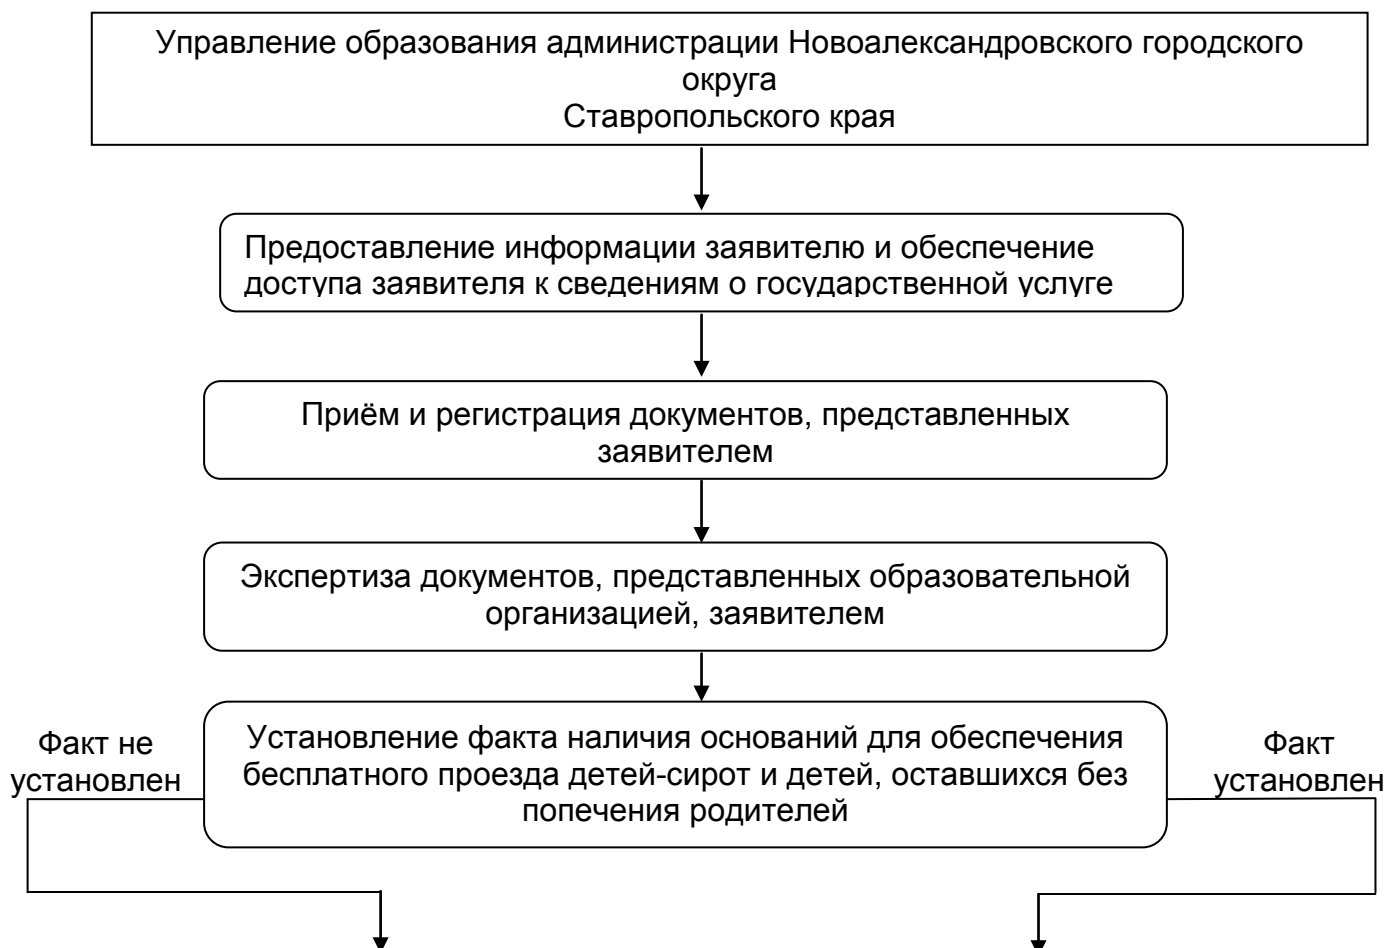 Управление образования администрации Новоалександровского городского
округа
Ставропольского края
Предоставление информации заявителю и обеспечение
доступа заявителя к сведениям о государственной услуге
Приём и регистрация документов, представленных
заявителем
Экспертиза документов, представленных образовательной
организацией, заявителем
Установление факта наличия оснований для обеспечения
бесплатного проезда детей-сирот и детей, оставшихся без
попечения родителей
Факт не
установлен
Факт
установлен